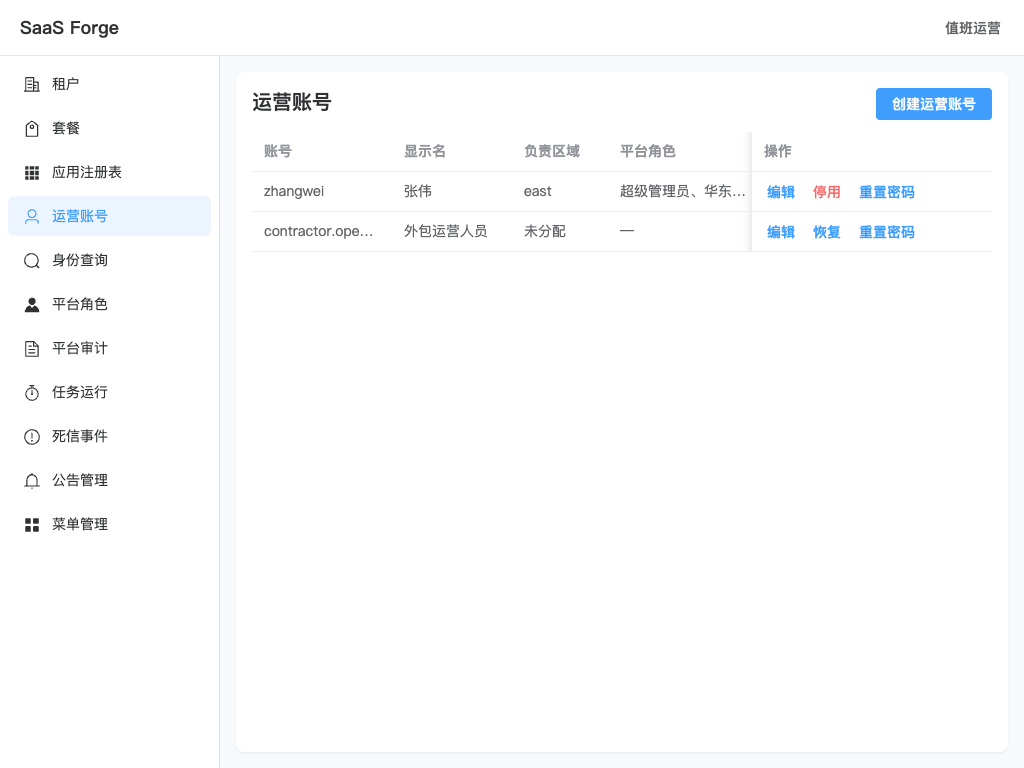 SaaS Forge
值班运营
租户
套餐
应用注册表
运营账号
身份查询
平台角色
平台审计
任务运行
死信事件
公告管理
菜单管理
运营账号
创建运营账号
账号 显示名 负责区域 平台角色 操作
zhangwei 张伟 east 超级管理员、华东… 编辑 停用 重置密码
contractor.ope… 外包运营人员 未分配 — 编辑 恢复 重置密码